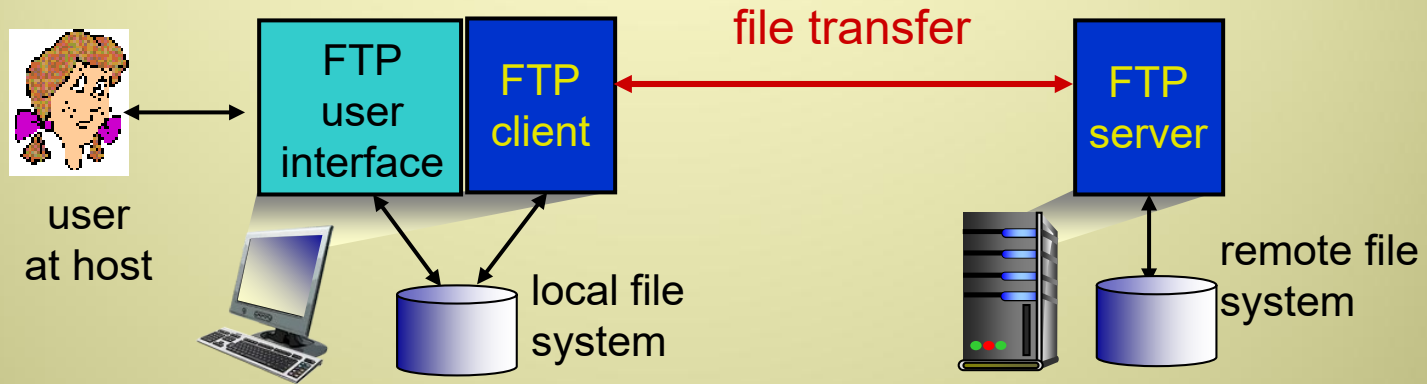 file transfer
FTP
user
interface
FTP
client
FTP
server
user
at host
local file
system
remote file
system